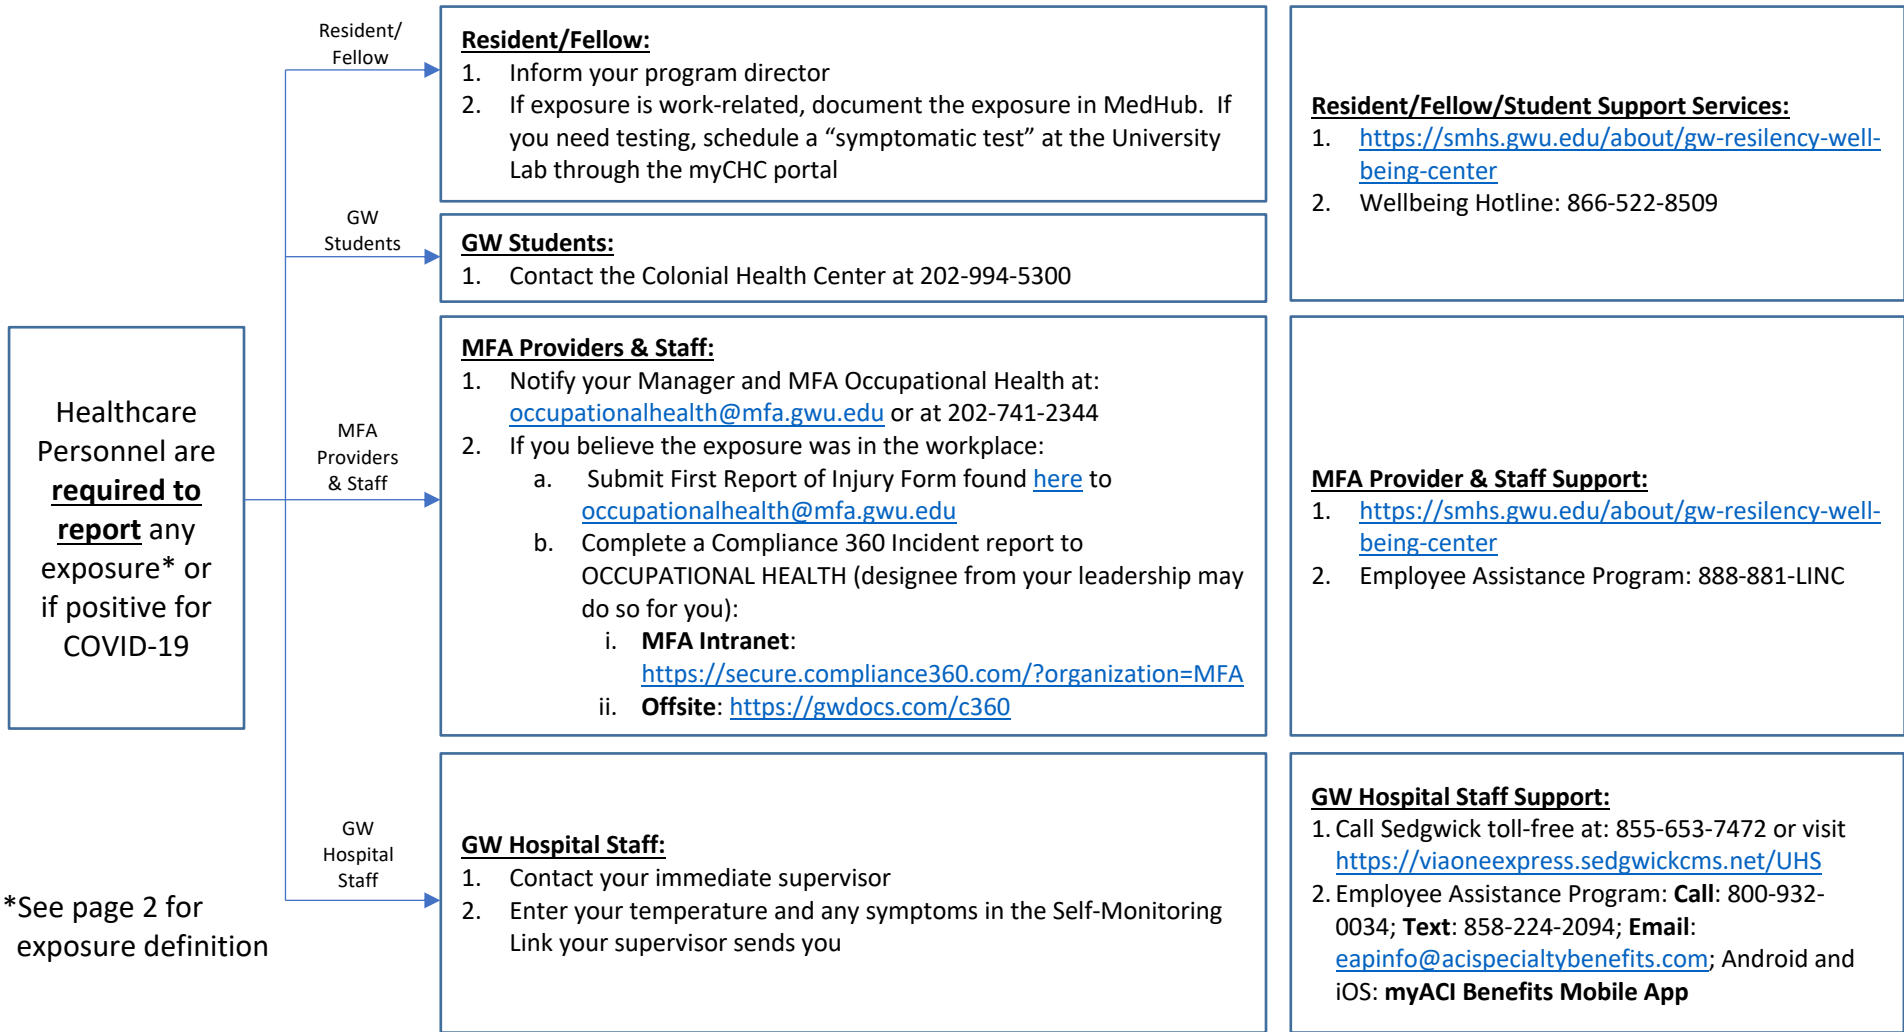 Healthcare
Personnel are
required to
report any
exposure* or
if positive for
COVID-19
*See page 2 for
exposure definition
Resident/
Fellow
Resident/Fellow:
1. Inform your program director
2. If exposure is work-related, document the exposure in MedHub. If
you need testing, schedule a “symptomatic test” at the University
Lab through the myCHC portal
Resident/Fellow/Student Support Services:
1. https://smhs.gwu.edu/about/gw-resilency-well-
being-center
2. Wellbeing Hotline: 866-522-8509
GW
Students
GW Students:
1. Contact the Colonial Health Center at 202-994-5300
MFA
Providers
& Staff
MFA Providers & Staff:
1. Notify your Manager and MFA Occupational Health at:
occupationalhealth@mfa.gwu.edu or at 202-741-2344
2. If you believe the exposure was in the workplace:
a. Submit First Report of Injury Form found here to
occupationalhealth@mfa.gwu.edu
b. Complete a Compliance 360 Incident report to
OCCUPATIONAL HEALTH (designee from your leadership may
do so for you):
i. MFA Intranet:
https://secure.compliance360.com/?organization=MFA
ii. Offsite: https://gwdocs.com/c360
MFA Provider & Staff Support:
1. https://smhs.gwu.edu/about/gw-resilency-well-
being-center
2. Employee Assistance Program: 888-881-LINC
GW
Hospital
Staff
GW Hospital Staff:
1. Contact your immediate supervisor
2. Enter your temperature and any symptoms in the Self-Monitoring
Link your supervisor sends you
GW Hospital Staff Support:
1. Call Sedgwick toll-free at: 855-653-7472 or visit
https://viaoneexpress.sedgwickcms.net/UHS
2. Employee Assistance Program: Call: 800-932-
0034; Text: 858-224-2094; Email:
eapinfo@acispecialtybenefits.com; Android and
iOS: myACI Benefits Mobile App